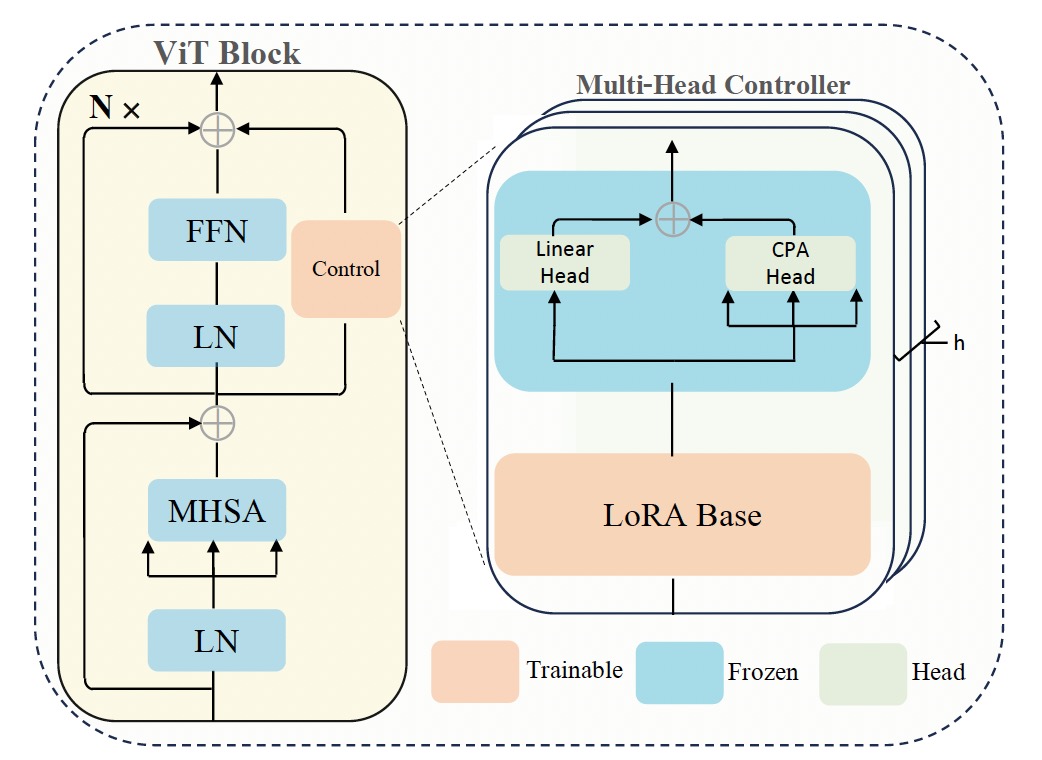 ViT Block
N ×
FFN
Control
LN
MHSA
LN
Multi-Head Controller
Linear
Head
CPA
Head
h
LoRA Base
Trainable
Frozen
Head